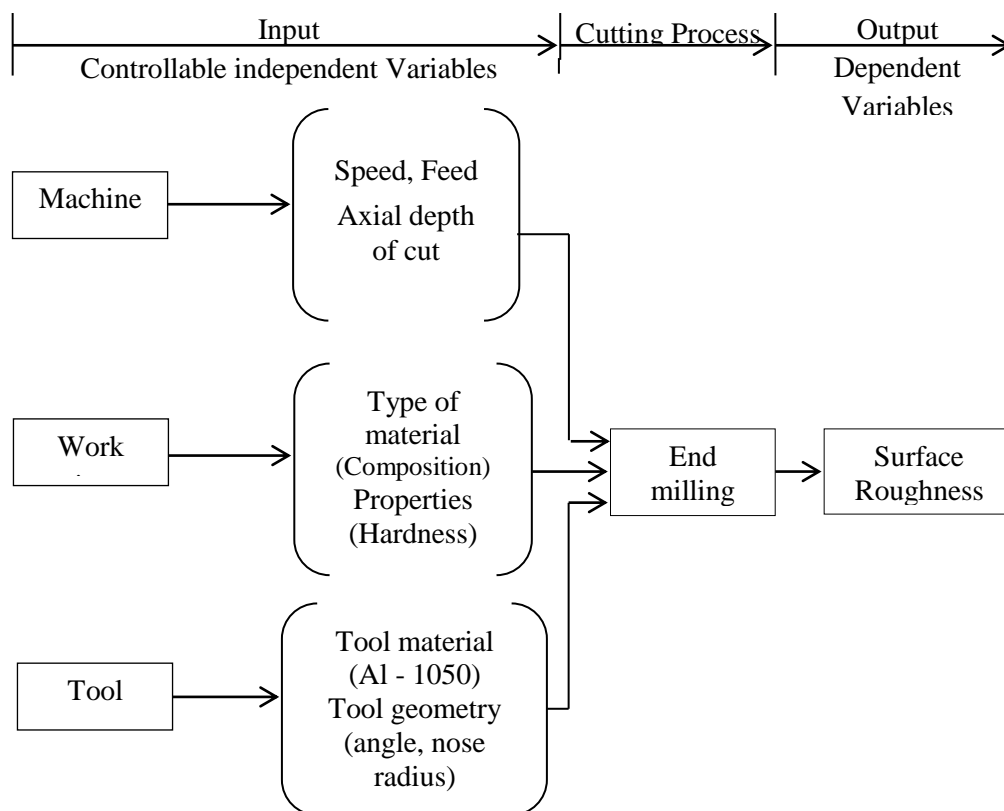 Input
Controllable independent Variables
Cutting Process
Output
Dependent
Variables
Machine
Speed, Feed
Axial depth
of cut
Work
Type of
material
(Composition)
Properties
(Hardness)
End
milling
Surface
Roughness
Tool
Tool material
(Al - 1050)
Tool geometry
(angle, nose
radius)